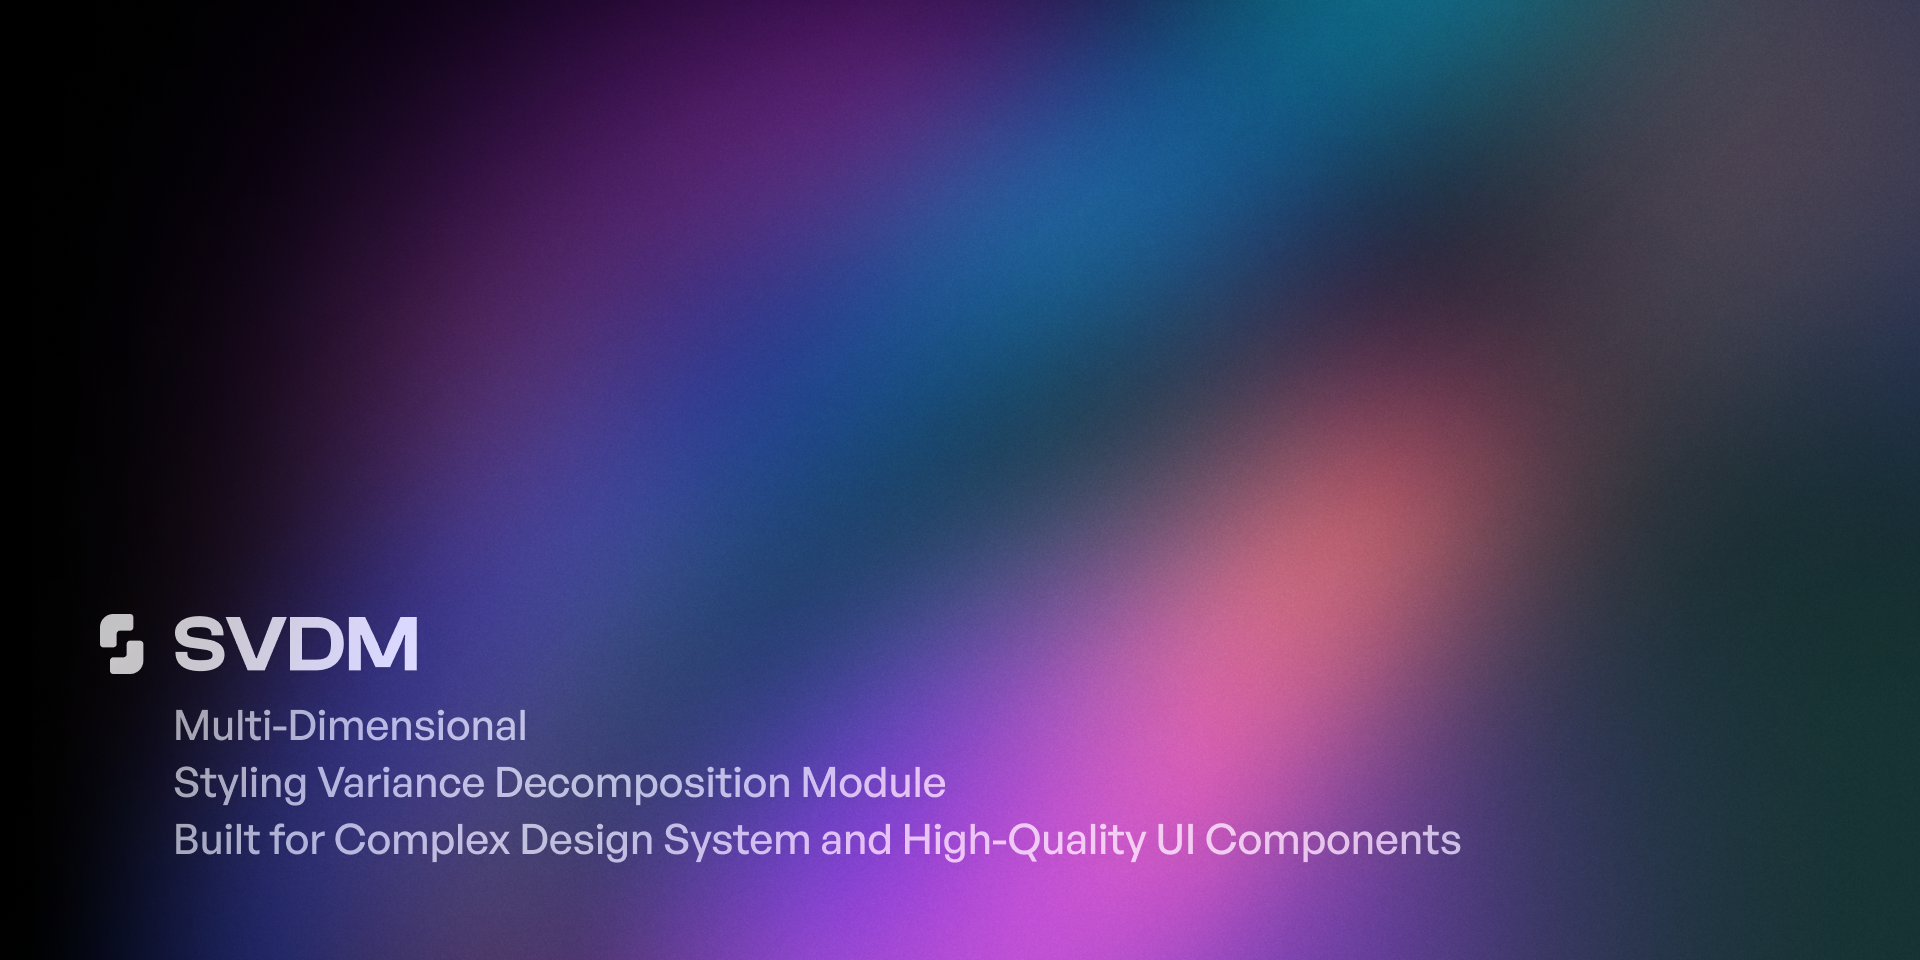 SVDM
Multi-Dimensional
Styling Variance Decomposition Module
Built for Complex Design System and High-Quality UI Components